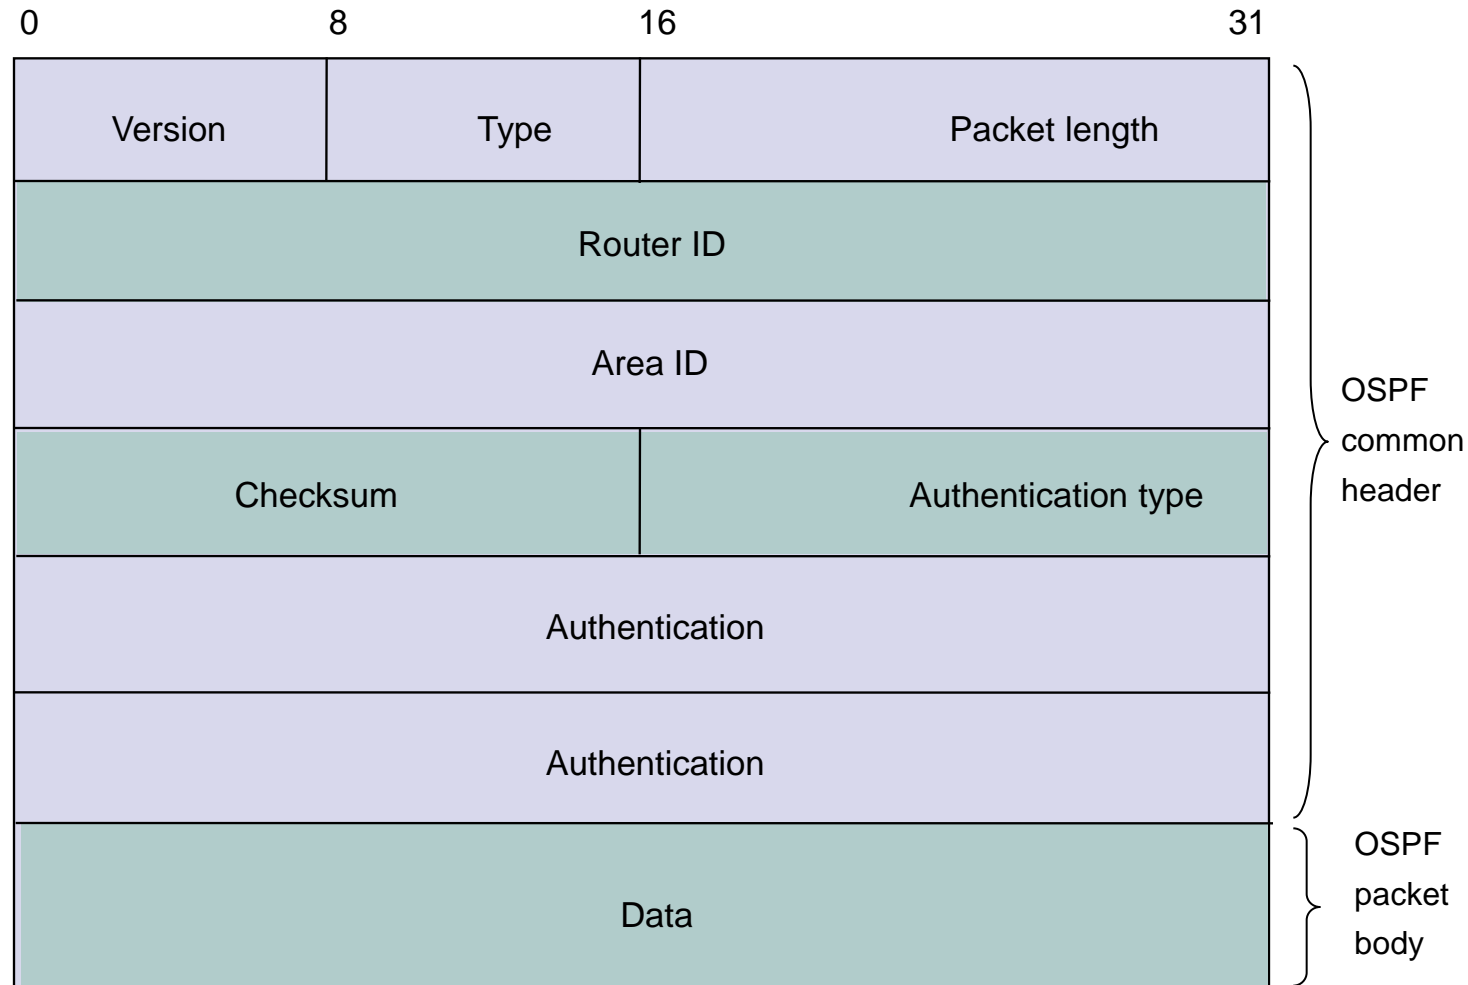 0 8 16 31
Version Type Packet length
Router ID
Area ID
OSPF
common
header
Checksum Authentication type
Authentication
Authentication
OSPF
packet
body
Data